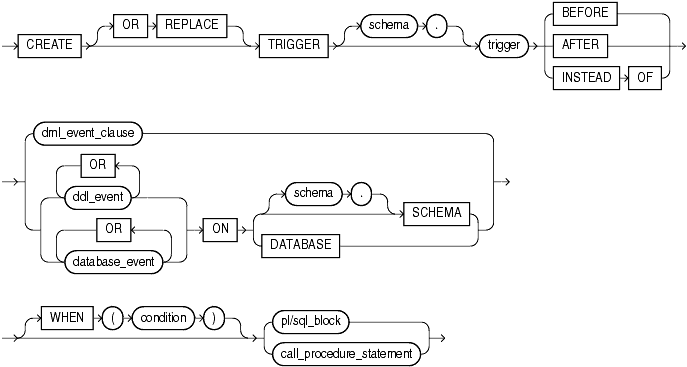 OR REPLACE schema . BEFORE
CREATE TRIGGER trigger AFTER
INSTEAD OF
dml_event_clause
OR
ddl_event schema . SCHEMA
OR ON
DATABASE
database_event
WHEN ( condition ) pl/sql_block
call_procedure_statement